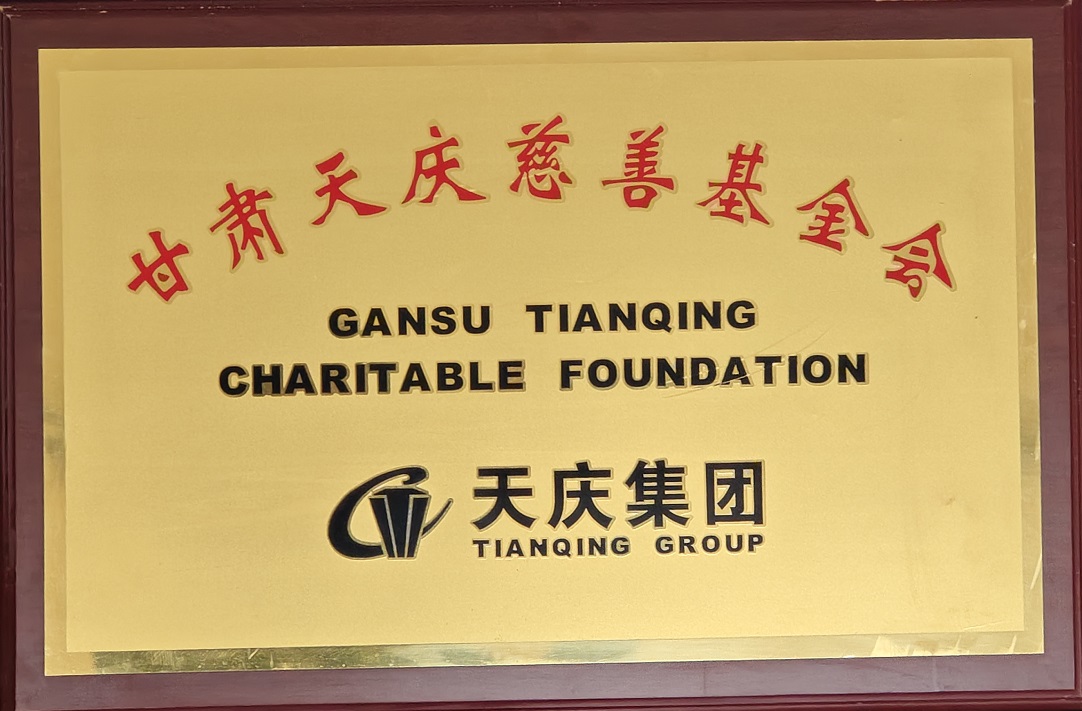 甘肃天庆慈善基金会
GANSU TIANQING
CHARITABLE FOUNDATION
天庆集团
TIANQING GROUP